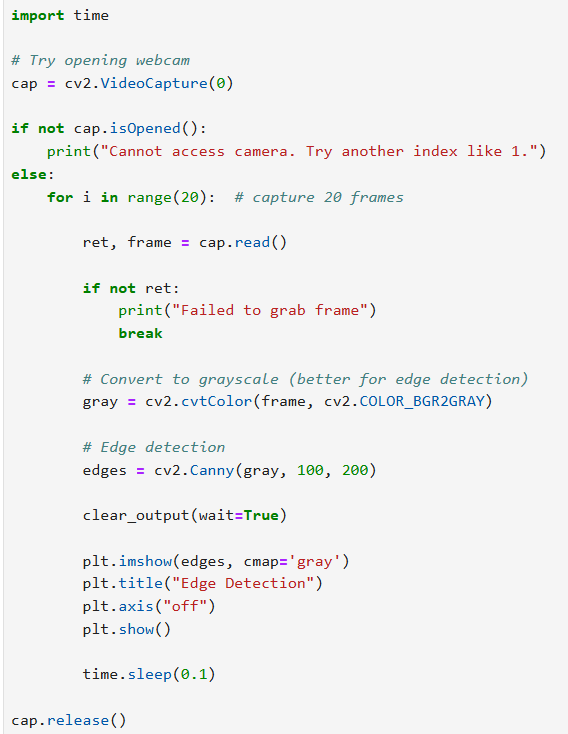 import time
# Try opening webcam
cap = cv2.VideoCapture(0)
if not cap.isOpened():
    print("Cannot access camera. Try another index like 1.")
else:
    for i in range(20):  # capture 20 frames
        ret, frame = cap.read()
        if not ret:
            print("Failed to grab frame")
            break
        # Convert to grayscale (better for edge detection)
        gray = cv2.cvtColor(frame, cv2.COLOR_BGR2GRAY)
        # Edge detection
        edges = cv2.Canny(gray, 100, 200)
        clear_output(wait=True)
        plt.imshow(edges, cmap='gray')
        plt.title("Edge Detection")
        plt.axis("off")
        plt.show()
        time.sleep(0.1)
cap.release()